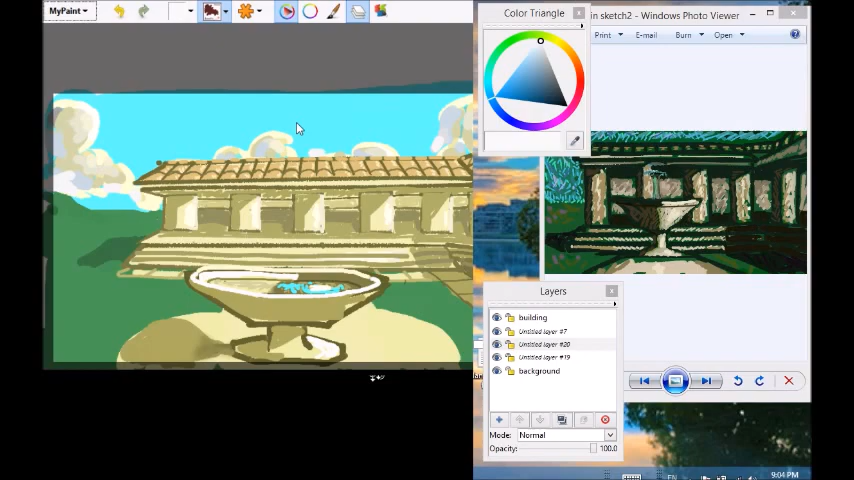 MyPaint
Color Triangle
in sketch2 - Windows Photo Viewer
Print
E-mail
Burn
Open
Layers
building
Untitled layer #7
Untitled layer #20
Untitled layer #19
background
Mode:
Normal
Opacity:
100.0
EN
9:04 PM